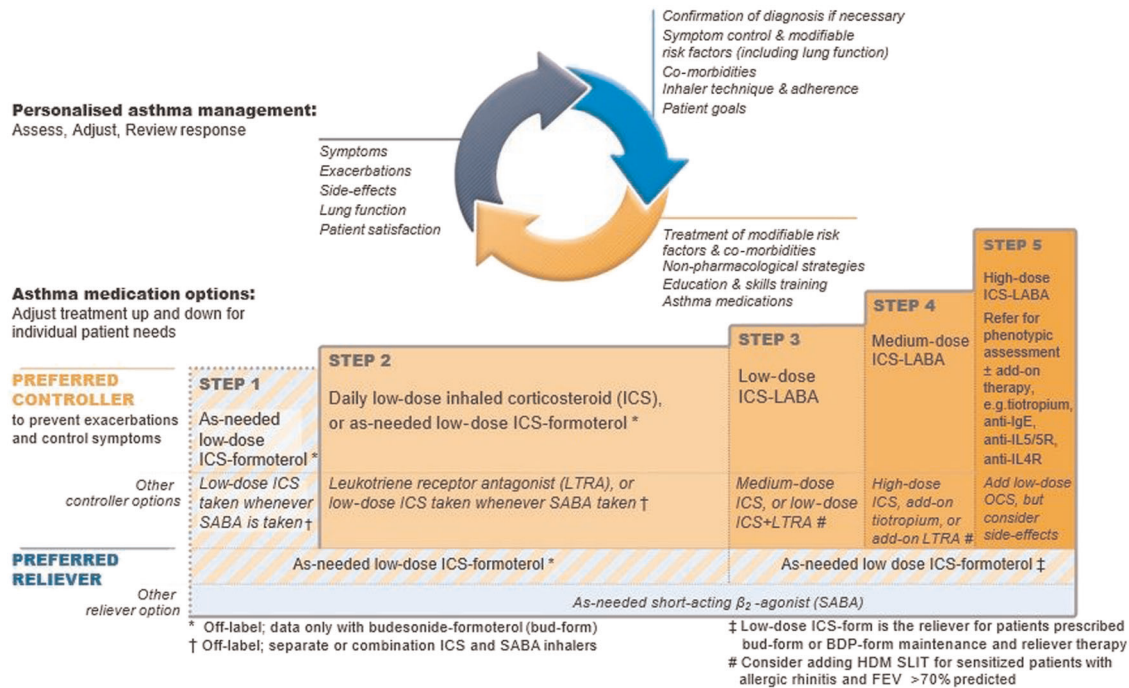 Confirmation of diagnosis if necessary
Symptom control & modifiable
risk factors (including lung function)
Co-morbidities
Inhaler technique & adherence
Patient goals
Personalised asthma management:
Assess, Adjust, Review response
Symptoms
Exacerbations
Side-effects
Lung function
Patient satisfaction
Treatment of modifiable risk
factors & co-morbidities
Non-pharmacological strategies
Education & skills training
Asthma medications
Asthma medication options:
Adjust treatment up and down for
individual patient needs
PREFERRED
CONTROLLER
to prevent exacerbations
and control symptoms
STEP 1
As-needed
low-dose
ICS-formoterol *
STEP 2
Daily low-dose inhaled corticosteroid (ICS),
or as-needed low-dose ICS-formoterol *
STEP 3
Low-dose
ICS-LABA
STEP 4
Medium-dose
ICS-LABA
STEP 5
High-dose
ICS-LABA
Refer for
phenotypic
assessment
± add-on
therapy,
e.g.tiotropium,
anti-IgE,
anti-IL5/5R,
anti-IL4R
Other
controller options
Low-dose ICS
taken whenever
SABA is taken †
Leukotriene receptor antagonist (LTRA), or
low-dose ICS taken whenever SABA taken †
Medium-dose
ICS, or low-dose
ICS+LTRA #
High-dose
ICS, add-on
tiotropium, or
add-on LTRA #
Add low-dose
OCS, but
consider
side-effects
PREFERRED
RELIEVER
As-needed low-dose ICS-formoterol *
As-needed low dose ICS-formoterol ‡
Other
reliever option
As-needed short-acting β2 -agonist (SABA)
* Off-label; data only with budesonide-formoterol (bud-form)
† Off-label; separate or combination ICS and SABA inhalers
‡ Low-dose ICS-form is the reliever for patients prescribed
bud-form or BDP-form maintenance and reliever therapy
# Consider adding HDM SLIT for sensitized patients with
allergic rhinitis and FEV >70% predicted